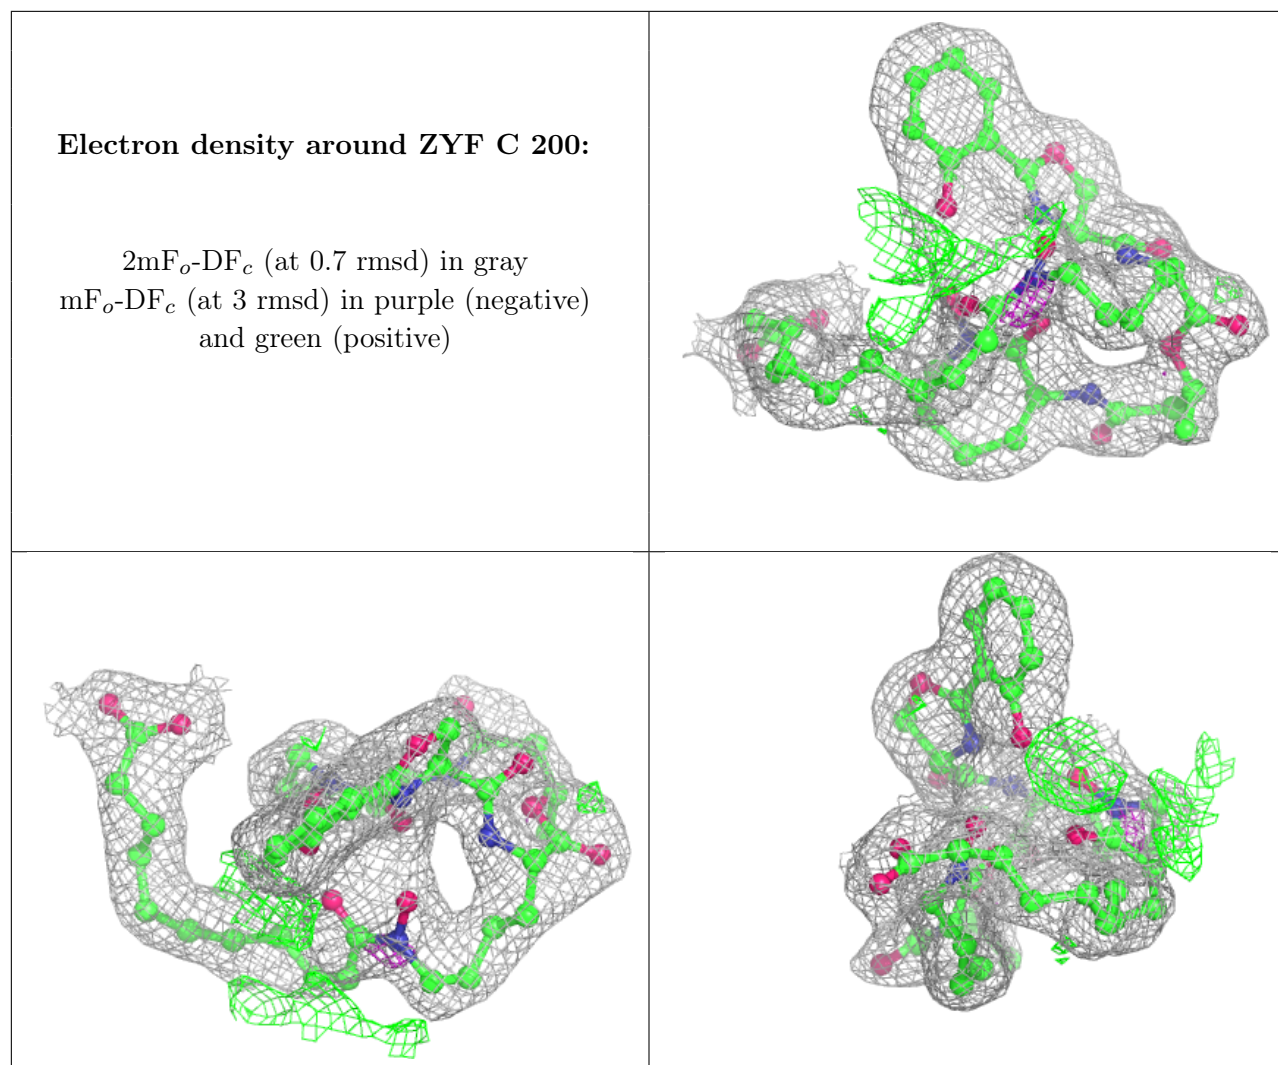 Electron density around ZYF C 200:
2mFₒ-DF𝒸 (at 0.7 rmsd) in gray
mFₒ-DF𝒸 (at 3 rmsd) in purple (negative)
and green (positive)